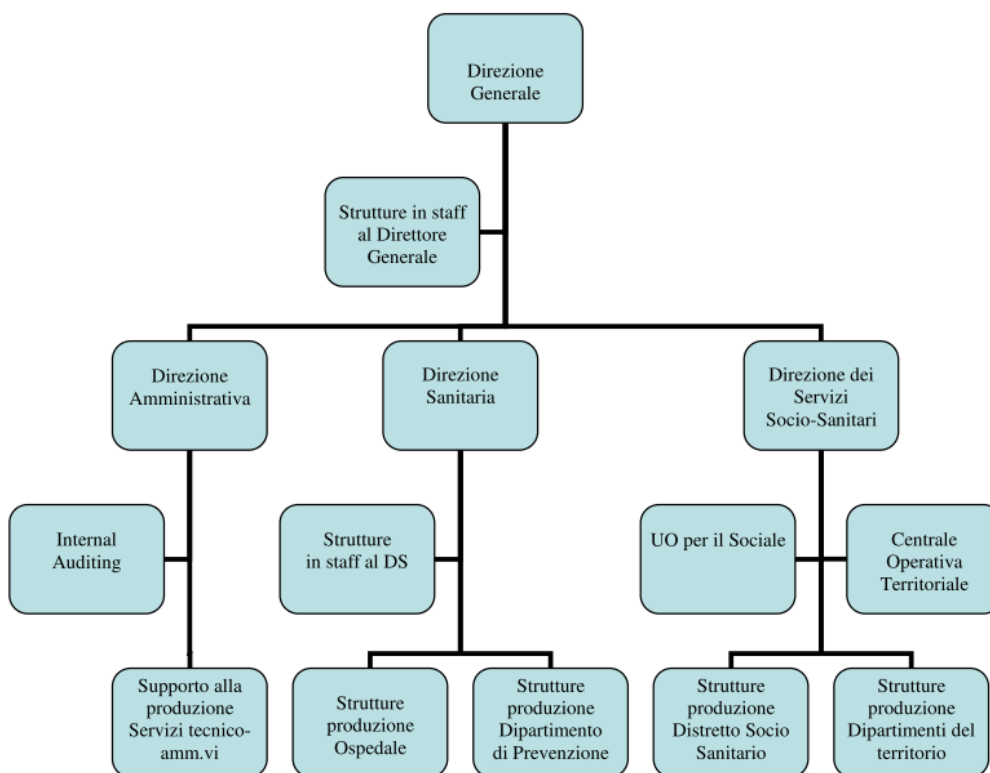 Direzione
Generale
Strutture in staff
al Direttore
Generale
Direzione
Amministrativa
Direzione
Sanitaria
Direzione dei
Servizi
Socio-Sanitari
Internal
Auditing
Strutture
in staff al DS
UO per il Sociale
Centrale
Operativa
Territoriale
Supporto alla
produzione
Servizi tecnico-
amm.vi
Strutture
produzione
Ospedale
Strutture
produzione
Dipartimento
di Prevenzione
Strutture
produzione
Distretto Socio
Sanitario
Strutture
produzione
Dipartimenti del
territorio